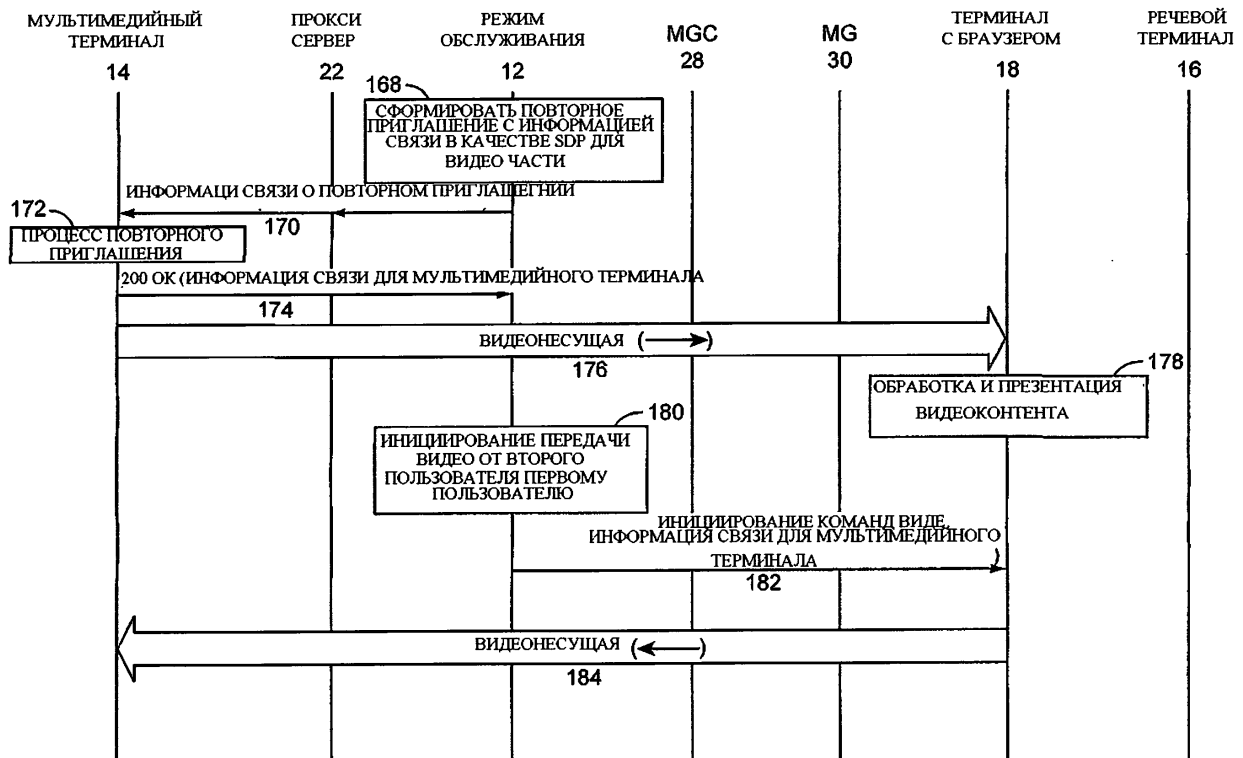 МУЛЬТИМЕДИЙНЫЙ
ТЕРМИНАЛ
14
ПРОКСИ
СЕРВЕР
22
РЕЖИМ
ОБСЛУЖИВАНИЯ
12
MGC
28
MG
30
ТЕРМИНАЛ
С БРАУЗЕРОМ
18
РЕЧЕВОЙ
ТЕРМИНАЛ
16
168
СФОРМИРОВАТЬ ПОВТОРНОЕ
ПРИГЛАШЕНИЕ С ИНФОРМАЦИЕЙ
СВЯЗИ В КАЧЕСТВЕ SDP ДЛЯ
ВИДЕО ЧАСТИ
ИНФОРМАЦИ СВЯЗИ О ПОВТОРНОМ ПРИГЛАШЕГНИИ
170
172
ПРОЦЕСС ПОВТОРНОГО
ПРИГЛАШЕНИЯ
200 OK (ИНФОРМАЦИЯ СВЯЗИ ДЛЯ МУЛЬТИМЕДИЙНОГО ТЕРМИНАЛА
174
ВИДЕОНЕСУЩАЯ (→)
176
178
ОБРАБОТКА И ПРЕЗЕНТАЦИЯ
ВИДЕОКОНТЕНТА
180
ИНИЦИИРОВАНИЕ ПЕРЕДАЧИ
ВИДЕО ОТ ВТОРОГО
ПОЛЬЗОВАТЕЛЯ ПЕРВОМУ
ПОЛЬЗОВАТЕЛЮ
ИНИЦИИРОВАНИЕ КОМАНД ВИДЕ,
ИНФОРМАЦИЯ СВЯЗИ ДЛЯ МУЛЬТИМЕДИЙНОГО
ТЕРМИНАЛА
182
ВИДЕОНЕСУЩАЯ (←)
184